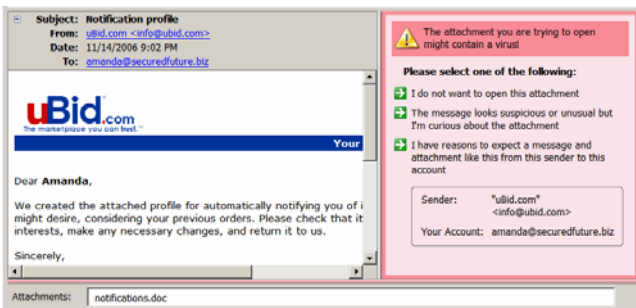 Subject: Notification profile
From: uBid.com <info@ubid.com>
Date: 11/14/2006 9:02 PM
To: amanda@securedfuture.biz
uBid.com
The marketplace you can trust.™
Your
Dear Amanda,
We created the attached profile for automatically notifying you of i
might desire, considering your previous orders. Please check that it
interests, make any necessary changes, and return it to us.
Sincerely,
Attachments: notifications.doc
The attachment you are trying to open
might contain a virus!
Please select one of the following:
I do not want to open this attachment
The message looks suspicious or unusual but
I'm curious about the attachment
I have reasons to expect a message and
attachment like this from this sender to this
account
Sender: "uBid.com"
<info@ubid.com>
Your Account: amanda@securedfuture.biz